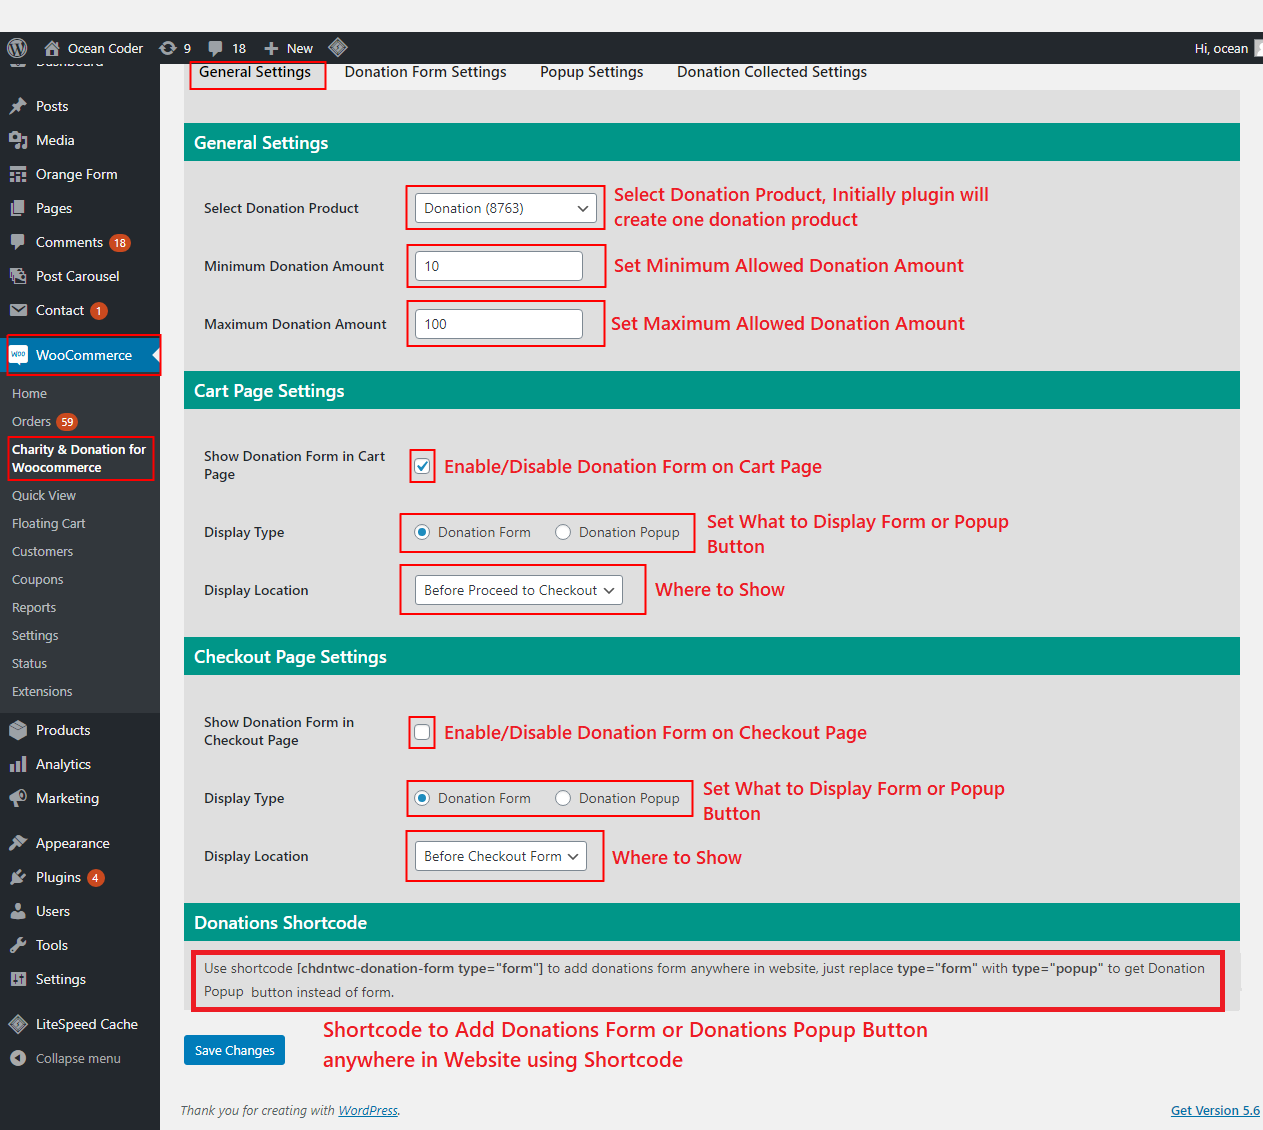 Ocean Coder
9
18
New
Hi, ocean
Dashboard
Posts
Media
Orange Form
Pages
Comments 18
Post Carousel
Contact 1
WooCommerce
Home
Orders 59
Charity & Donation for
Woocommerce
Quick View
Floating Cart
Customers
Coupons
Reports
Settings
Status
Extensions
Products
Analytics
Marketing
Appearance
Plugins 4
Users
Tools
Settings
LiteSpeed Cache
Collapse menu
General Settings
Donation Form Settings
Popup Settings
Donation Collected Settings
General Settings
Select Donation Product
Donation (8763)
Select Donation Product, Initially plugin will
create one donation product
Minimum Donation Amount
10
Set Minimum Allowed Donation Amount
Maximum Donation Amount
100
Set Maximum Allowed Donation Amount
Cart Page Settings
Show Donation Form in Cart
Page
Enable/Disable Donation Form on Cart Page
Display Type
Donation Form
Donation Popup
Set What to Display Form or Popup
Button
Display Location
Before Proceed to Checkout
Where to Show
Checkout Page Settings
Show Donation Form in
Checkout Page
Enable/Disable Donation Form on Checkout Page
Display Type
Donation Form
Donation Popup
Set What to Display Form or Popup
Button
Display Location
Before Checkout Form
Where to Show
Donations Shortcode
Use shortcode [chdntwc-donation-form type="form"] to add donations form anywhere in website, just replace type="form" with type="popup" to get Donation
Popup button instead of form.
Shortcode to Add Donations Form or Donations Popup Button
anywhere in Website using Shortcode
Save Changes
Thank you for creating with WordPress.
Get Version 5.6